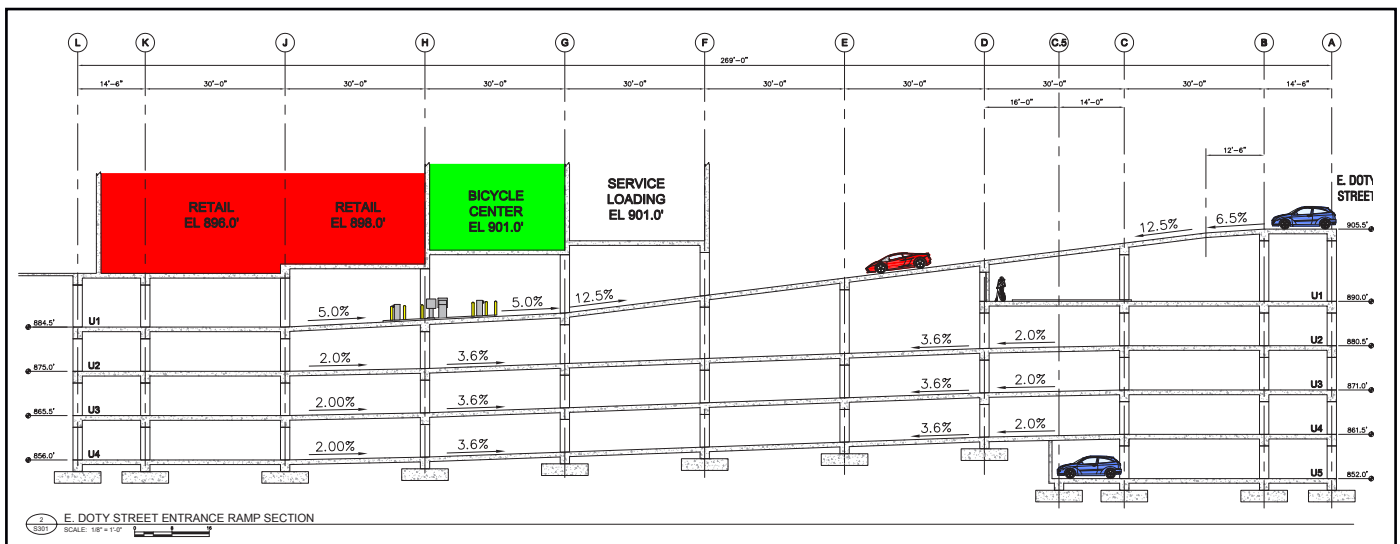 L K J H G F E D C.5 C B A
269'-0"
14'-6" 30'-0" 30'-0" 30'-0" 30'-0" 30'-0" 30'-0" 30'-0" 30'-0" 14'-6"
16'-0" 14'-0"
12'-6"
E. DOTY
STREET
RETAIL
EL 896.0'
RETAIL
EL 898.0'
BICYCLE
CENTER
EL 901.0'
SERVICE
LOADING
EL 901.0'
12.5% 6.5%
905.5'
5.0% 5.0% 12.5%
U1 890.0'
884.5' U1
3.6% 2.0% U2 880.5'
875.0' U2 2.0% 3.6%
3.6% 2.0% U3 871.0'
865.5' U3 2.00% 3.6%
3.6% 2.0% U4 861.5'
856.0' U4 2.00% 3.6%
U5 852.0'
2
S301
E. DOTY STREET ENTRANCE RAMP SECTION
SCALE: 1/8" = 1'-0"
0 8 16